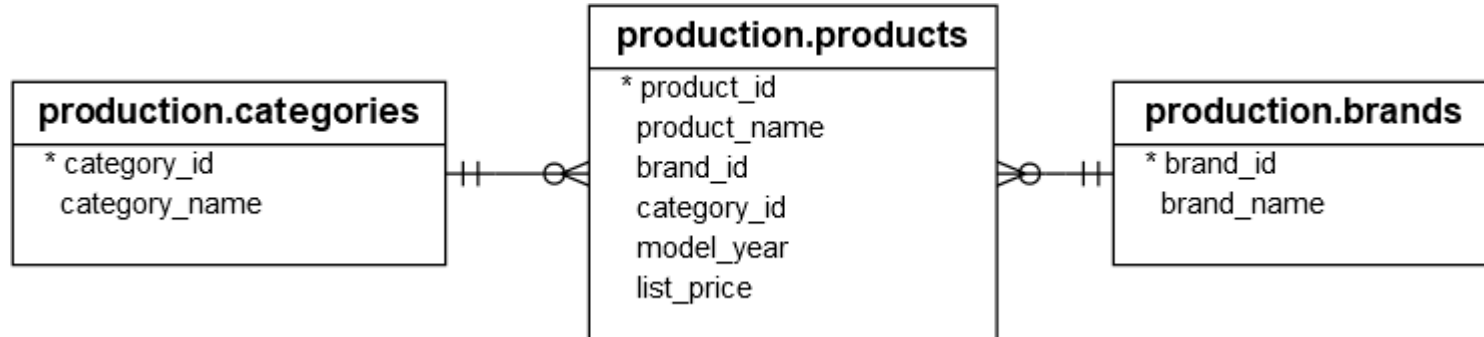 production.categories
* category_id
category_name
production.products
* product_id
product_name
brand_id
category_id
model_year
list_price
production.brands
* brand_id
brand_name